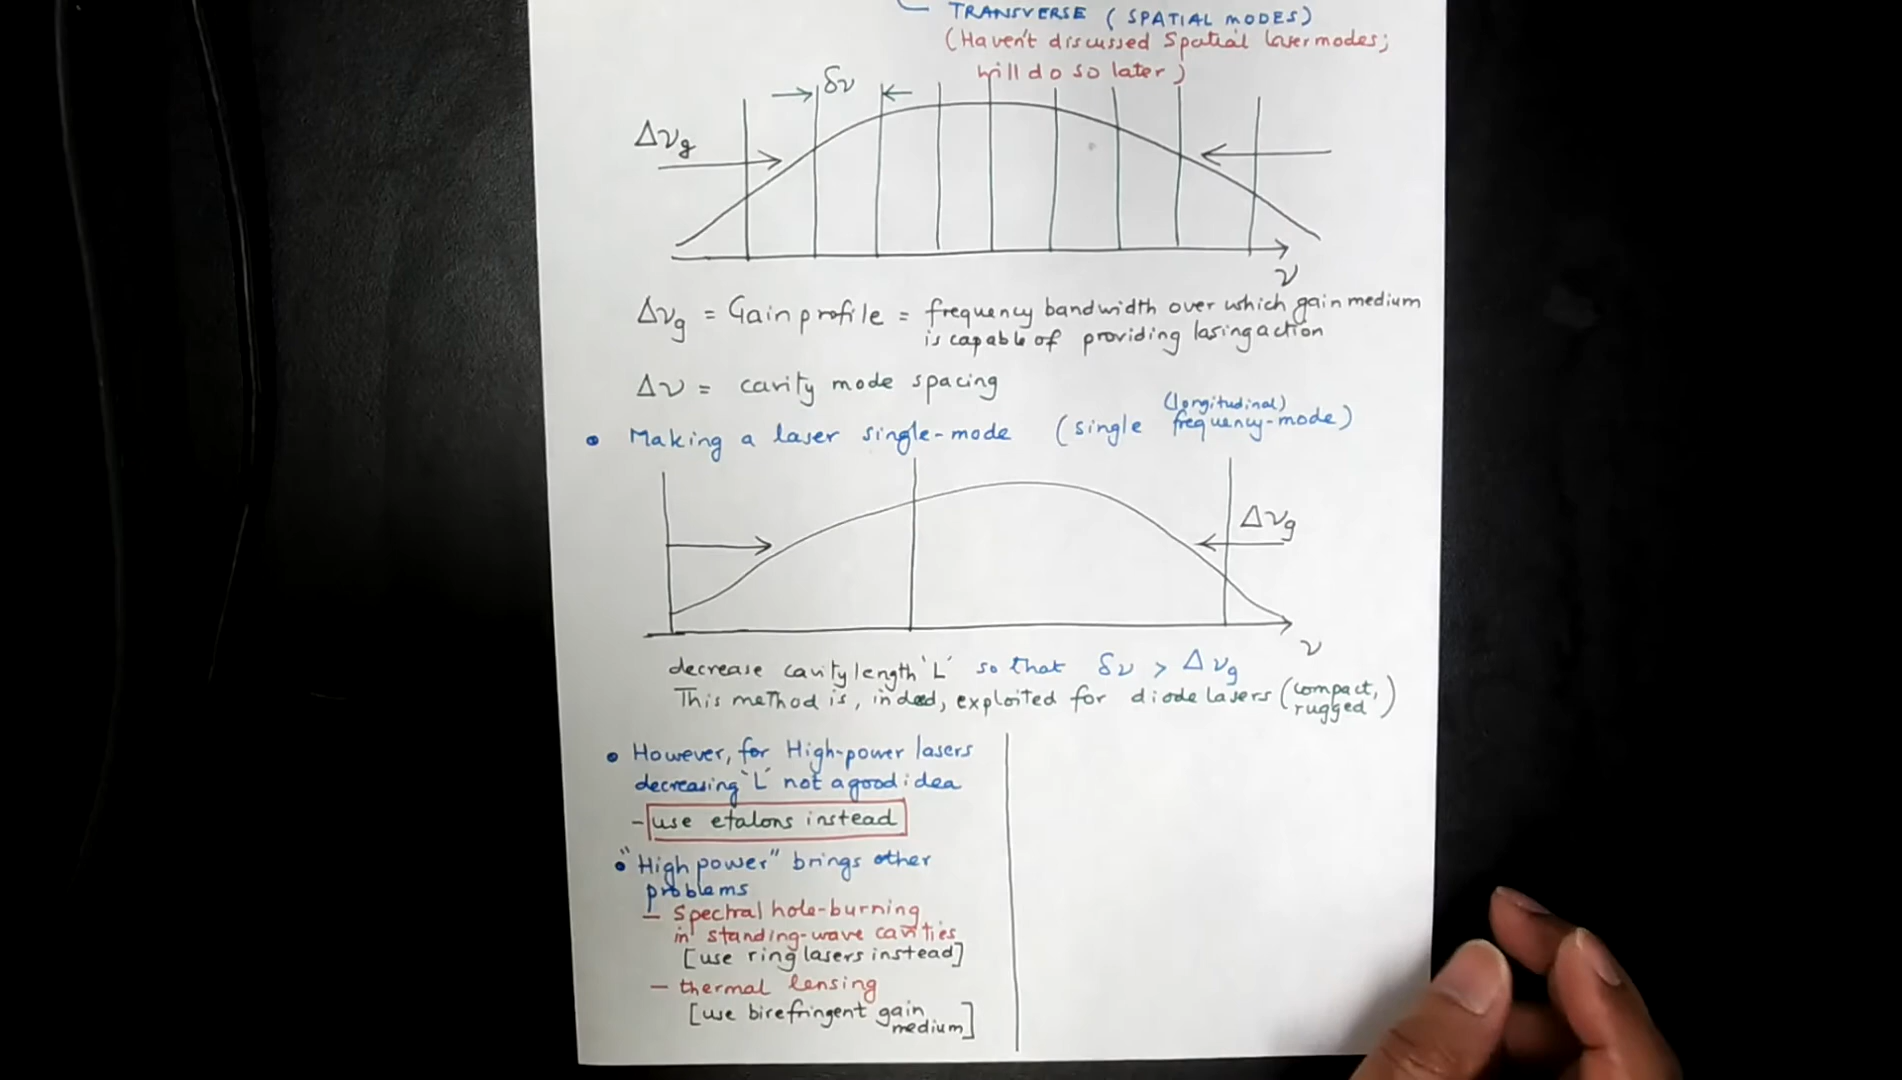 TRANSVERSE (SPATIAL MODES)
(Haven't discussed Spatial laser modes;
will do so later)
δν
Δνg
ν
Δνg = Gain profile = frequency bandwidth over which gain medium
is capable of providing lasing action
Δν = cavity mode spacing
• Making a laser single-mode (single (longitudinal) frequency-mode)
Δνg
ν
decrease cavity length 'L' so that δν > Δνg
This method is, indeed, exploited for diode lasers (compact, rugged)
• However, for High-power lasers
decreasing 'L' not a good idea
- use etalons instead
• "High power" brings other
problems
- Spectral hole-burning
in standing-wave cavities
[use ring lasers instead]
- thermal lensing
[use birefringent gain
medium]